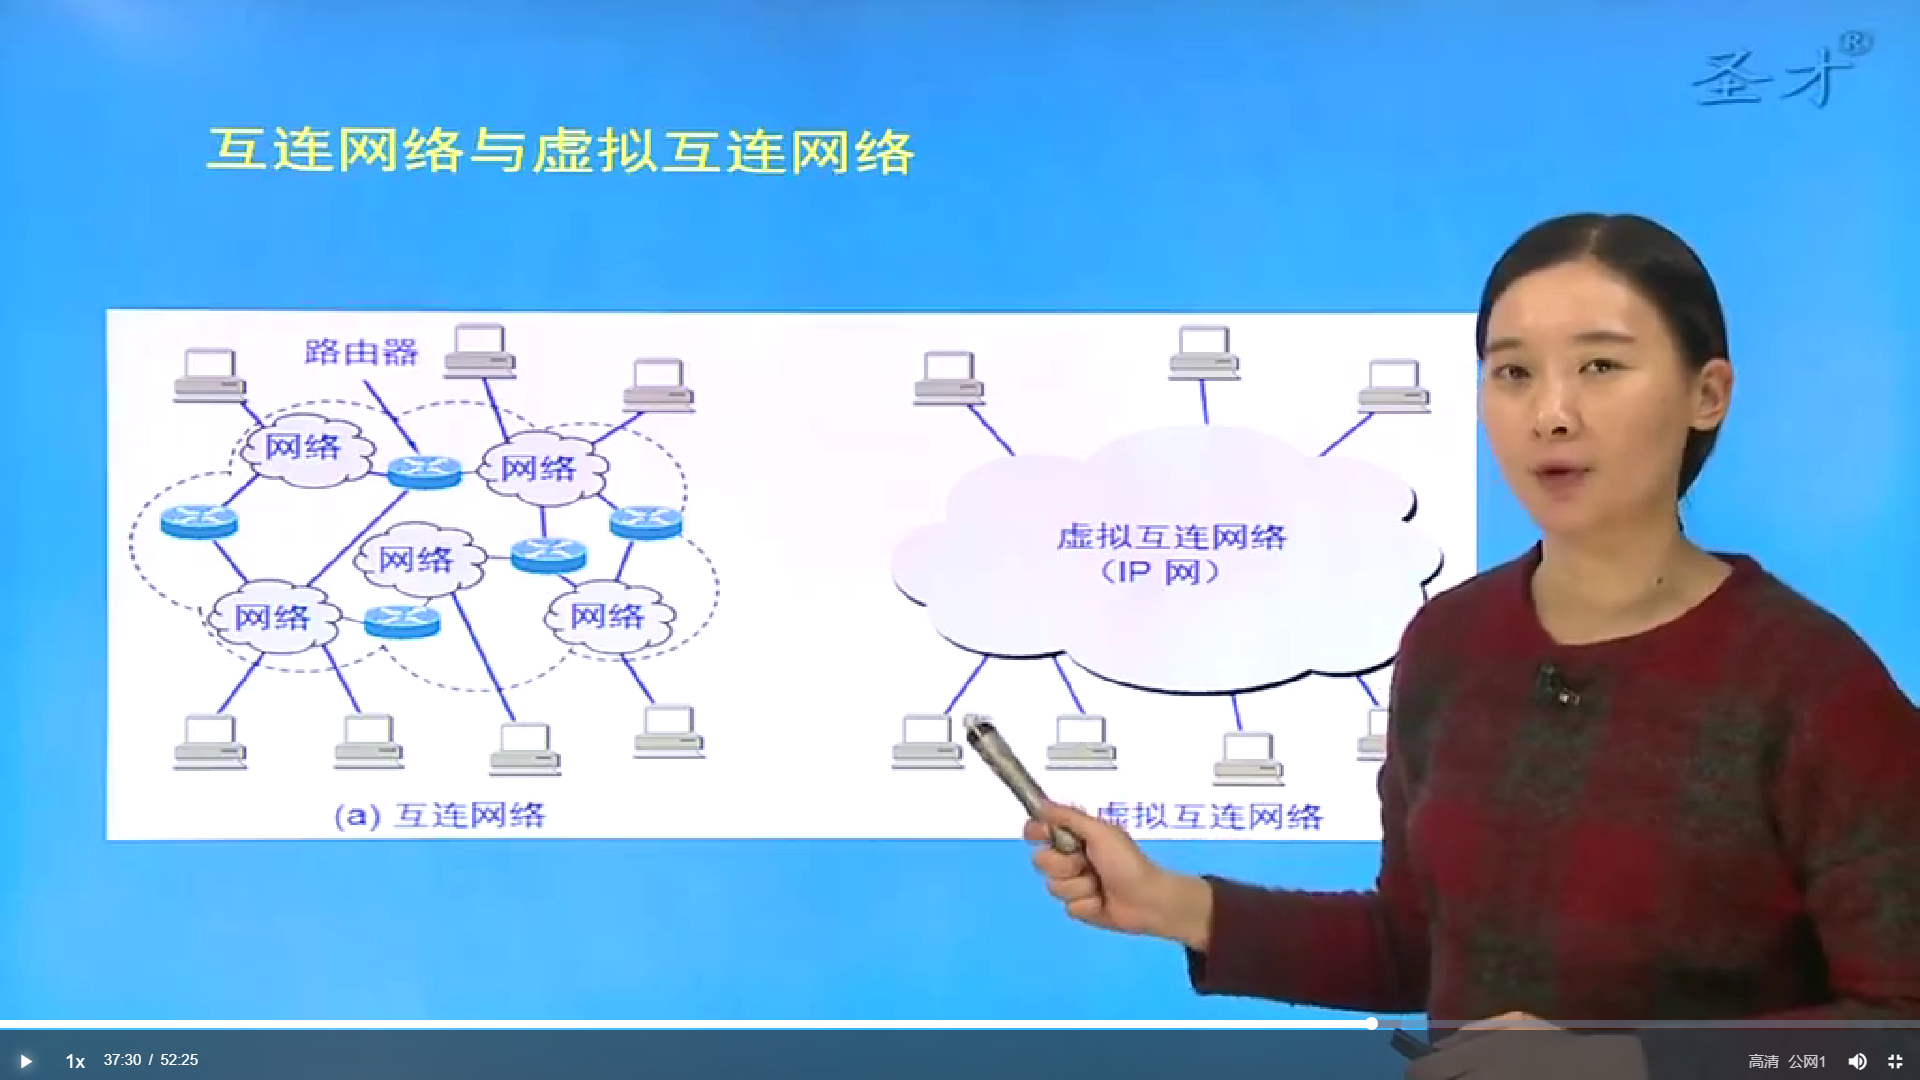 圣才®
互连网络与虚拟互连网络
路由器
网络
网络
网络
网络
网络
虚拟互连网络
（IP 网）
(a) 互连网络
虚拟互连网络
1x
37:30 / 52:25
高清
公网1